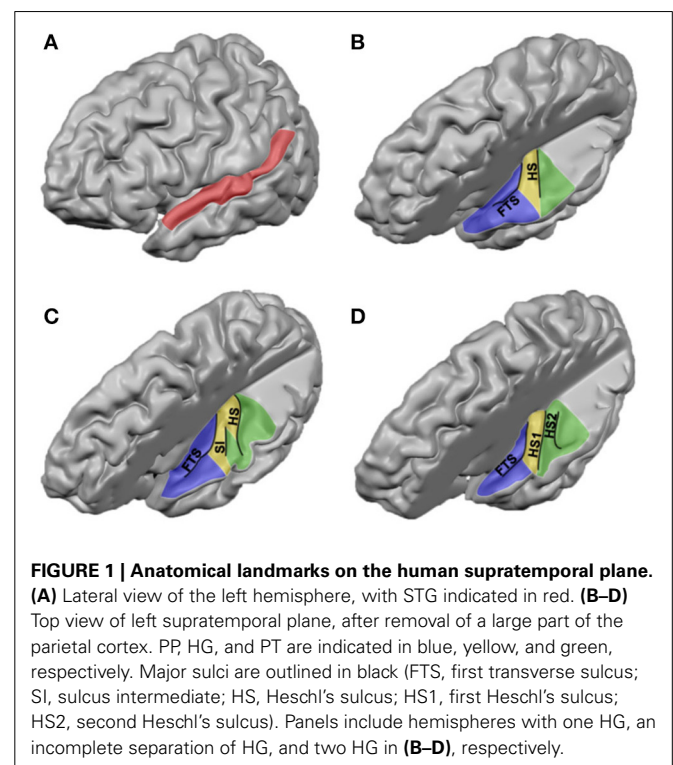 A
B
HS
FTS
C
D
FTS
SI
HS
FTS
HS1
HS2
FIGURE 1 | Anatomical landmarks on the human supratemporal plane.
(A) Lateral view of the left hemisphere, with STG indicated in red. (B–D)
Top view of left supratemporal plane, after removal of a large part of the
parietal cortex. PP, HG, and PT are indicated in blue, yellow, and green,
respectively. Major sulci are outlined in black (FTS, first transverse sulcus;
SI, sulcus intermediate; HS, Heschl's sulcus; HS1, first Heschl's sulcus;
HS2, second Heschl's sulcus). Panels include hemispheres with one HG, an
incomplete separation of HG, and two HG in (B–D), respectively.